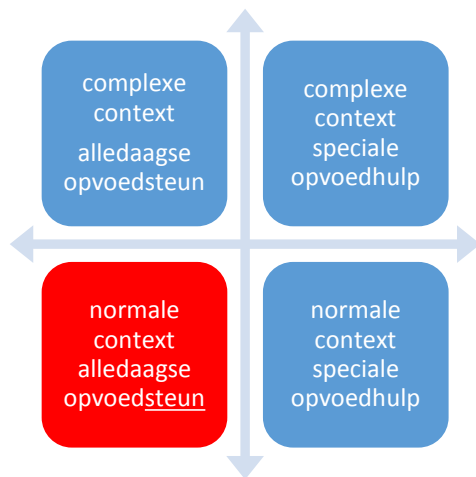 complexe
context
alledaagse
opvoedsteun
complexe
context
speciale
opvoedhulp
normale
context
alledaagse
opvoedsteun
normale
context
speciale
opvoedhulp